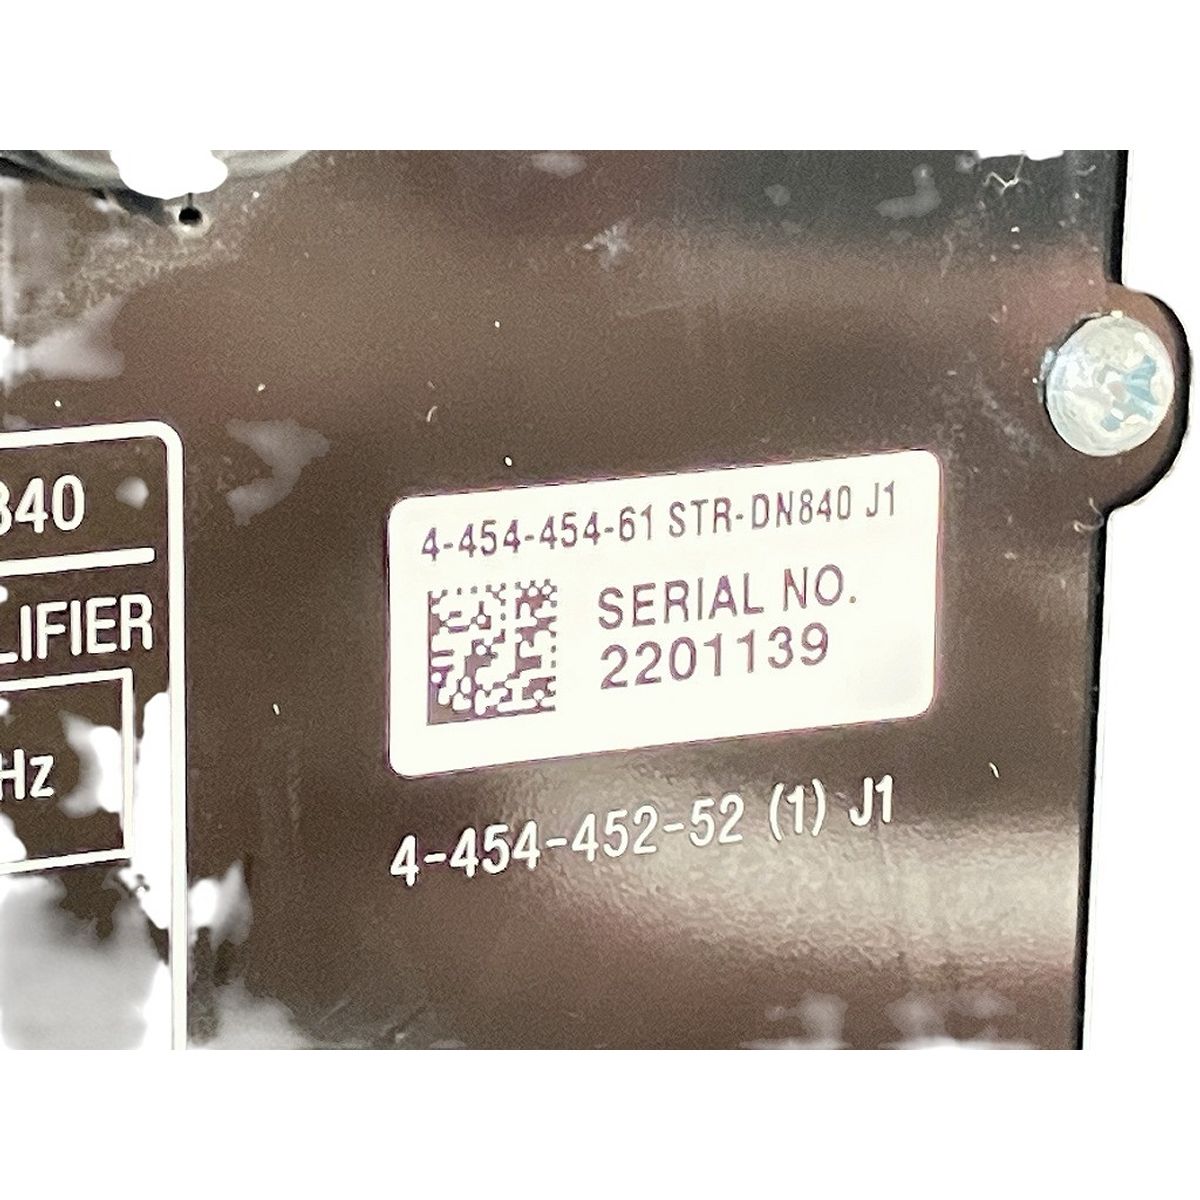 840
LIFIER
Hz
4-454-454-61 STR-DN840 J1
SERIAL NO.
2201139
4-454-452-52 (1) J1